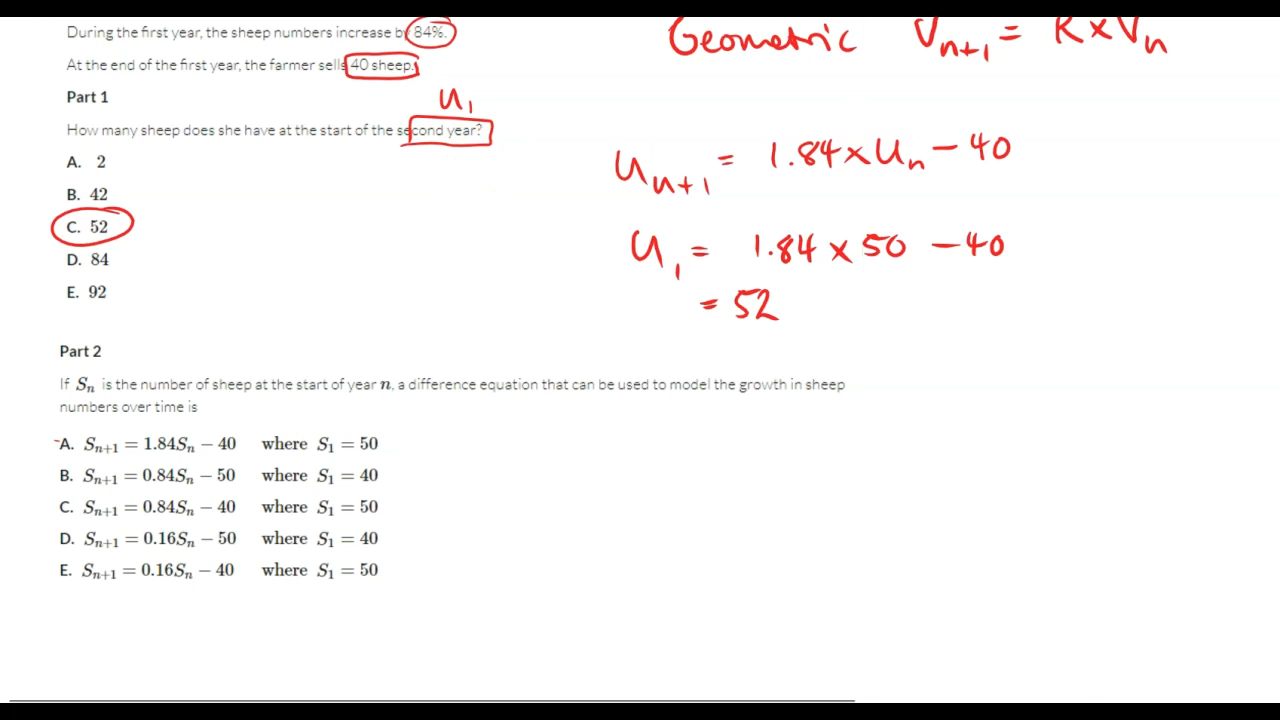 During the first year, the sheep numbers increase by 84%.
Geometric V_{n+1} = R × V_n
At the end of the first year, the farmer sells 40 sheep.
Part 1
u_1
How many sheep does she have at the start of the second year?
u_{n+1} = 1.84 × u_n − 40
A. 2
B. 42
C. 52
u_1 = 1.84 × 50 − 40
D. 84
E. 92
= 52
Part 2
If S_n is the number of sheep at the start of year n, a difference equation that can be used to model the growth in sheep
numbers over time is
A. S_{n+1} = 1.84S_n − 40 where S_1 = 50
B. S_{n+1} = 0.84S_n − 50 where S_1 = 40
C. S_{n+1} = 0.84S_n − 40 where S_1 = 50
D. S_{n+1} = 0.16S_n − 50 where S_1 = 40
E. S_{n+1} = 0.16S_n − 40 where S_1 = 50